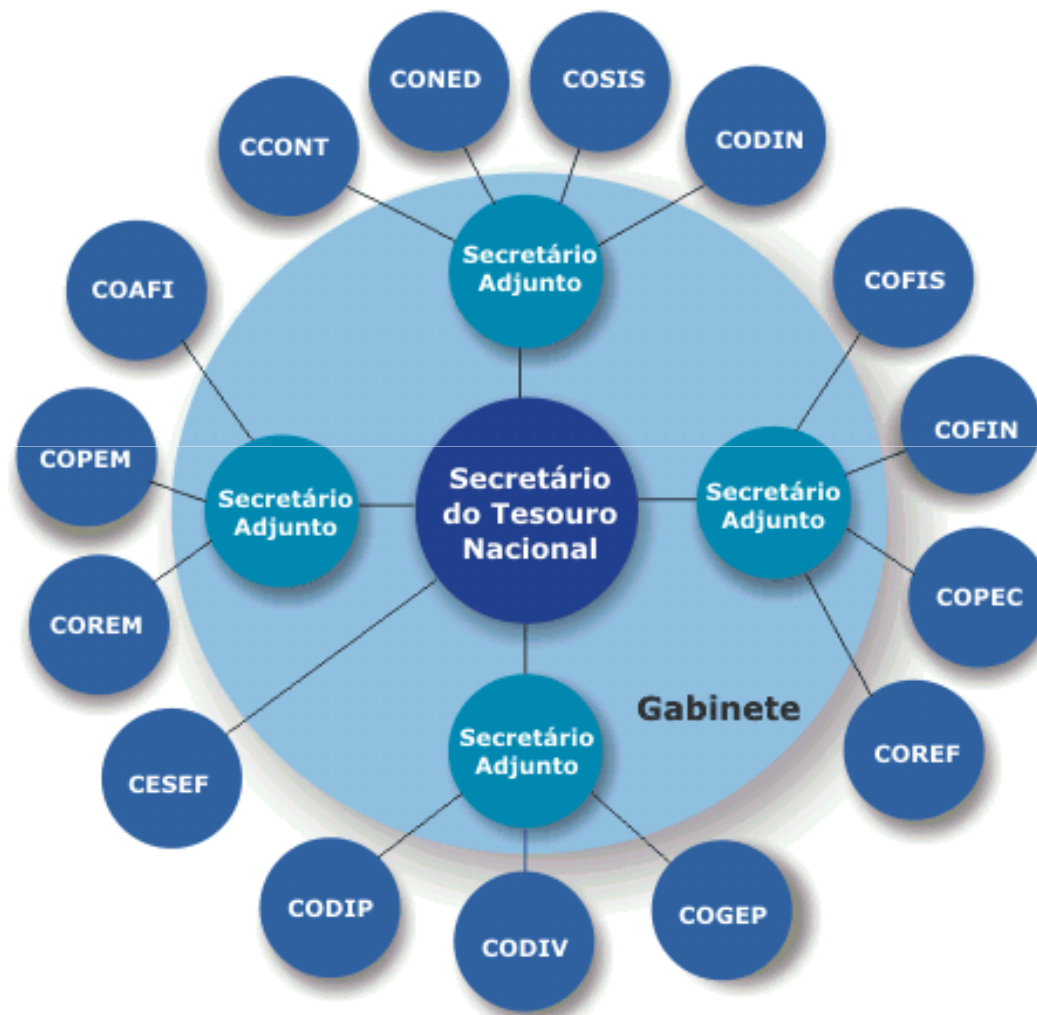 CONED
COSIS
CCONT
CODIN
Secretário
Adjunto
COAFI
COFIS
COPEM
COFIN
Secretário
Adjunto
Secretário
do Tesouro
Nacional
Secretário
Adjunto
COREM
COPEC
Gabinete
Secretário
Adjunto
CESEF
COREF
CODIP
CODIV
COGEP